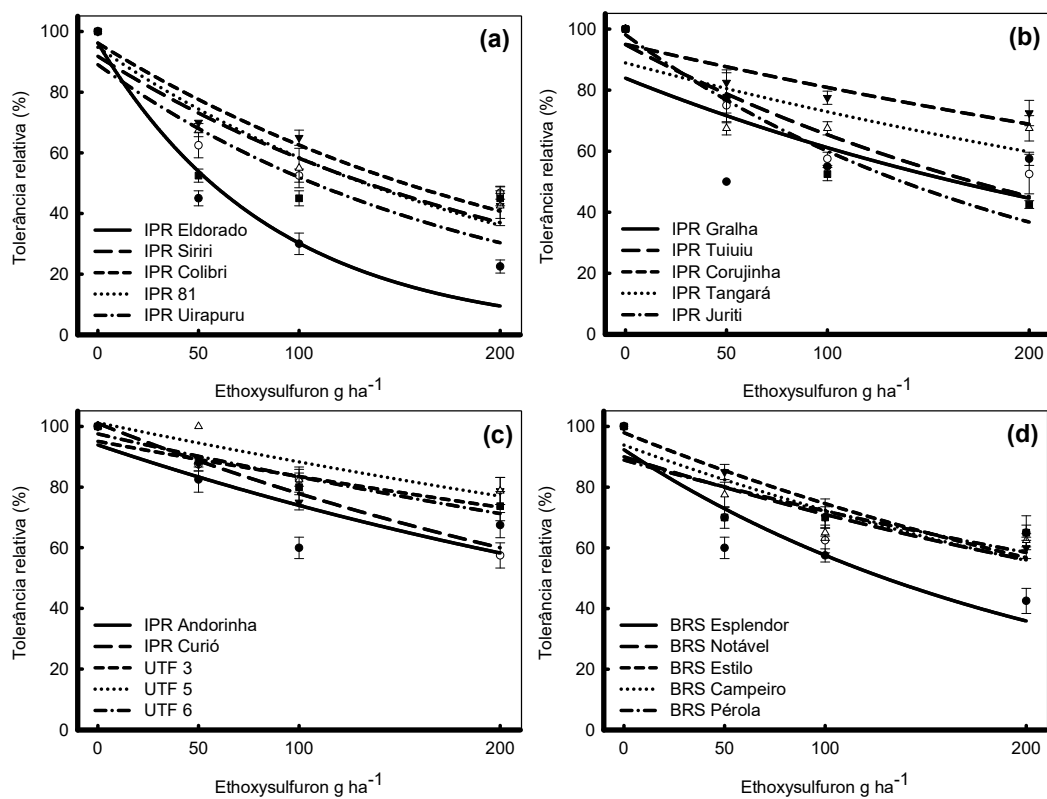 (a)
Tolerância relativa (%)
100
80
60
40
20
0
IPR Eldorado
IPR Siriri
IPR Colibri
IPR 81
IPR Uirapuru
0 50 100 200
Ethoxysulfuron g ha-1
(b)
Tolerância relativa (%)
100
80
60
40
20
0
IPR Gralha
IPR Tuiuiu
IPR Corujinha
IPR Tangará
IPR Juriti
0 50 100 200
Ethoxysulfuron g ha-1
(c)
Tolerância relativa (%)
100
80
60
40
20
0
IPR Andorinha
IPR Curió
UTF 3
UTF 5
UTF 6
0 50 100 200
Ethoxysulfuron g ha-1
(d)
Tolerância relativa (%)
100
80
60
40
20
0
BRS Esplendor
BRS Notável
BRS Estilo
BRS Campeiro
BRS Pérola
0 50 100 200
Ethoxysulfuron g ha-1